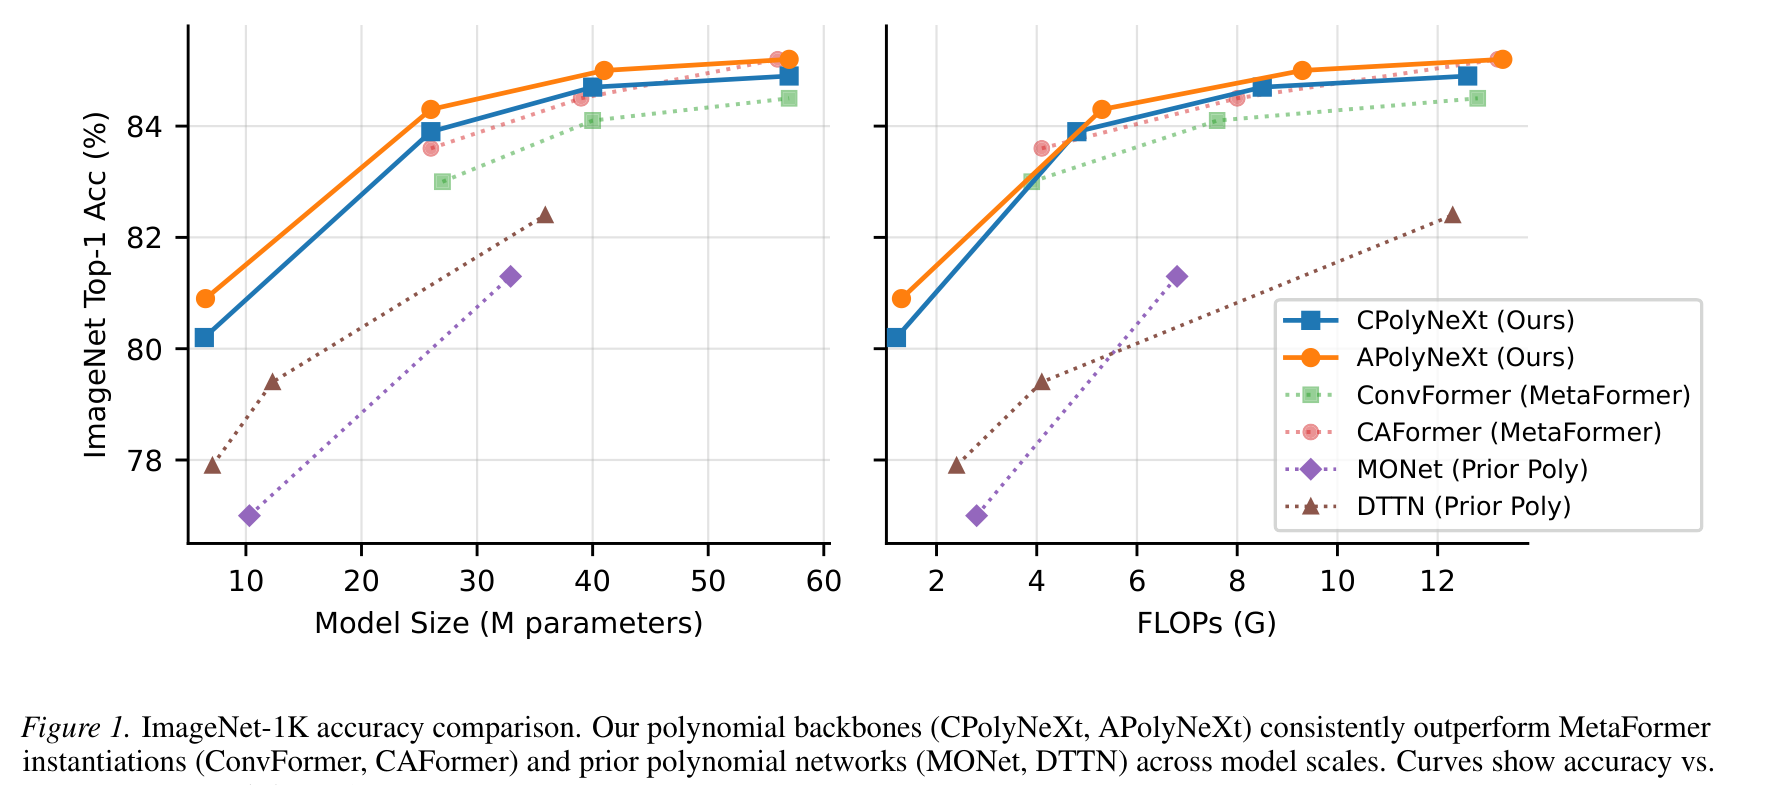 ImageNet Top-1 Acc (%)
84
82
80
78
10 20 30 40 50 60
Model Size (M parameters)
2 4 6 8 10 12
FLOPs (G)
CPolyNeXt (Ours)
APolyNeXt (Ours)
ConvFormer (MetaFormer)
CAFormer (MetaFormer)
MONet (Prior Poly)
DTTN (Prior Poly)
Figure 1. ImageNet-1K accuracy comparison. Our polynomial backbones (CPolyNeXt, APolyNeXt) consistently outperform MetaFormer
instantiations (ConvFormer, CAFormer) and prior polynomial networks (MONet, DTTN) across model scales. Curves show accuracy vs.